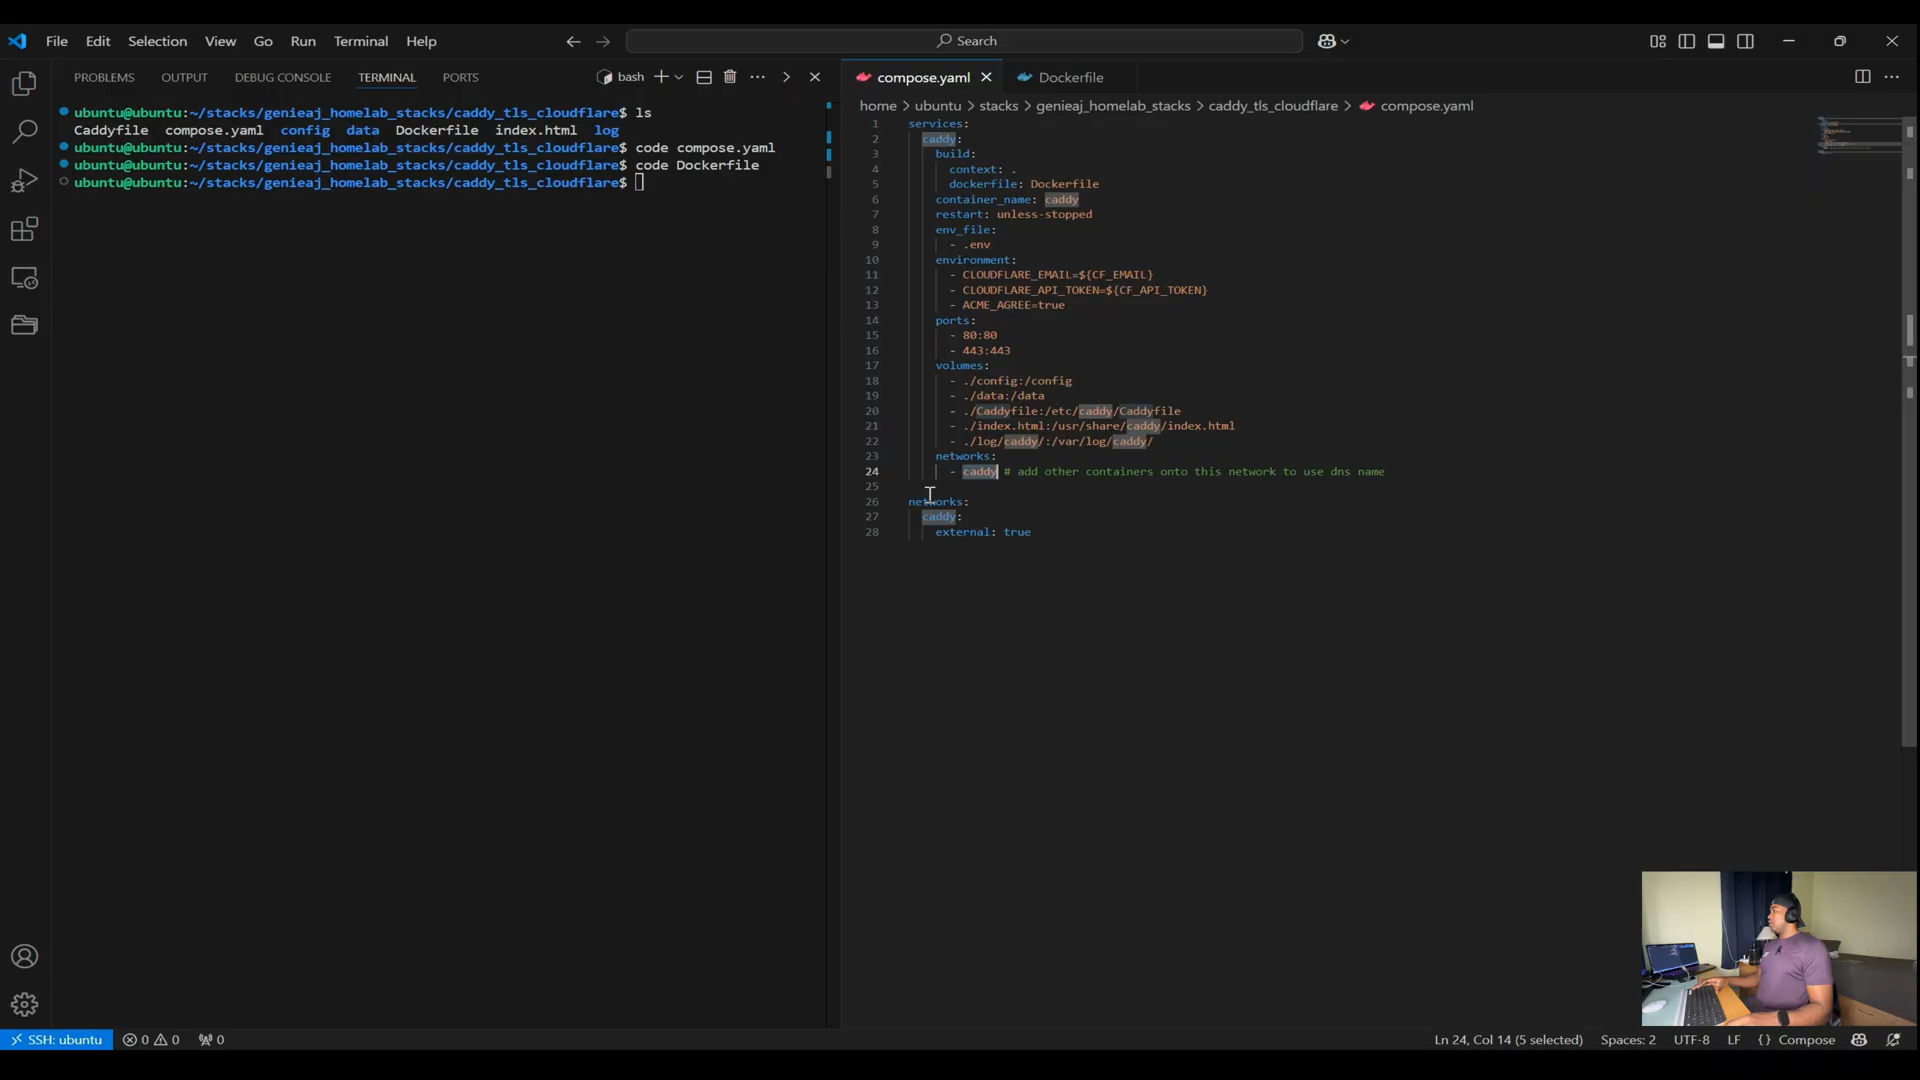 File Edit Selection View Go Run Terminal Help
Search
PROBLEMS OUTPUT DEBUG CONSOLE TERMINAL PORTS
bash
ubuntu@ubuntu:~/stacks/genieaj_homelab_stacks/caddy_tls_cloudflare$ ls
Caddyfile compose.yaml config data Dockerfile index.html log
ubuntu@ubuntu:~/stacks/genieaj_homelab_stacks/caddy_tls_cloudflare$ code compose.yaml
ubuntu@ubuntu:~/stacks/genieaj_homelab_stacks/caddy_tls_cloudflare$ code Dockerfile
ubuntu@ubuntu:~/stacks/genieaj_homelab_stacks/caddy_tls_cloudflare$
compose.yaml Dockerfile
home > ubuntu > stacks > genieaj_homelab_stacks > caddy_tls_cloudflare > compose.yaml
1 services:
2 caddy:
3 build:
4 context: .
5 dockerfile: Dockerfile
6 container_name: caddy
7 restart: unless-stopped
8 env_file:
9 - .env
10 environment:
11 - CLOUDFLARE_EMAIL=${CF_EMAIL}
12 - CLOUDFLARE_API_TOKEN=${CF_API_TOKEN}
13 - ACME_AGREE=true
14 ports:
15 - 80:80
16 - 443:443
17 volumes:
18 - ./config:/config
19 - ./data:/data
20 - ./Caddyfile:/etc/caddy/Caddyfile
21 - ./index.html:/usr/share/caddy/index.html
22 - ./log/caddy/:/var/log/caddy/
23 networks:
24 - caddy # add other containers onto this network to use dns name
25
26 networks:
27 caddy:
28 external: true
SSH: ubuntu 0 0 0
Ln 24, Col 14 (5 selected) Spaces: 2 UTF-8 LF {} Compose